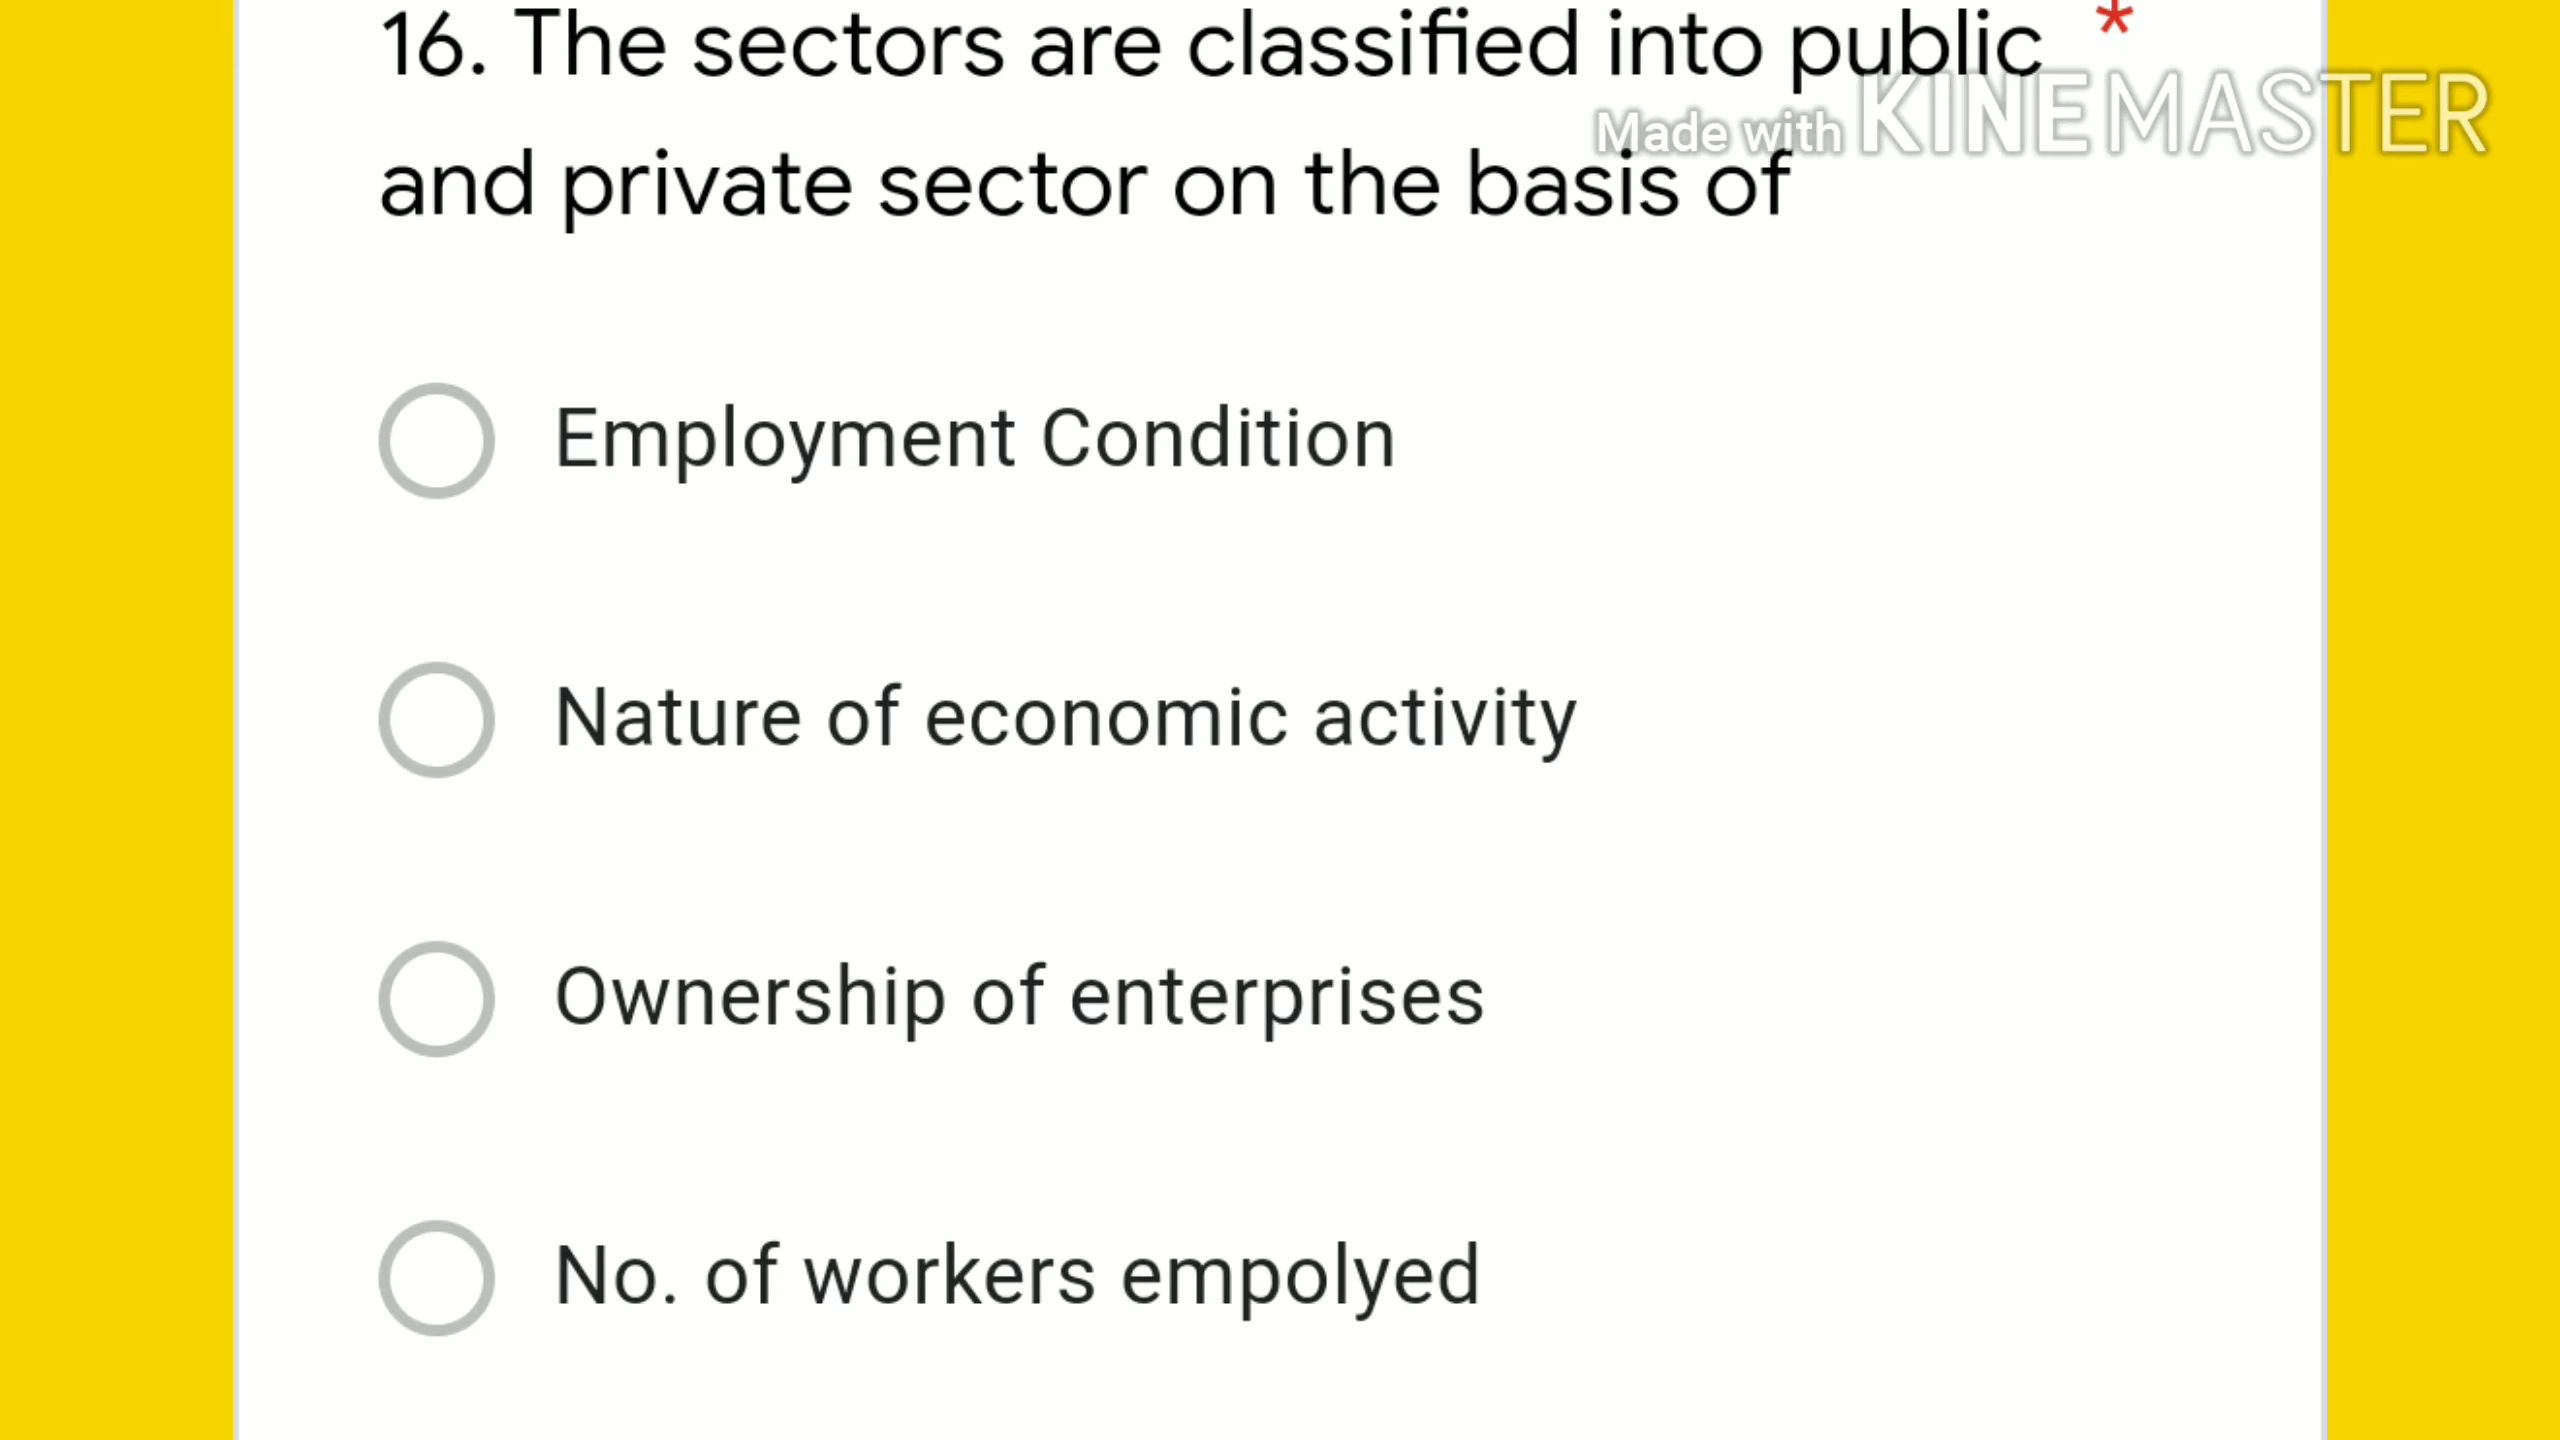 16. The sectors are classified into public *
Made with KINEMASTER
and private sector on the basis of
Employment Condition
Nature of economic activity
Ownership of enterprises
No. of workers empolyed